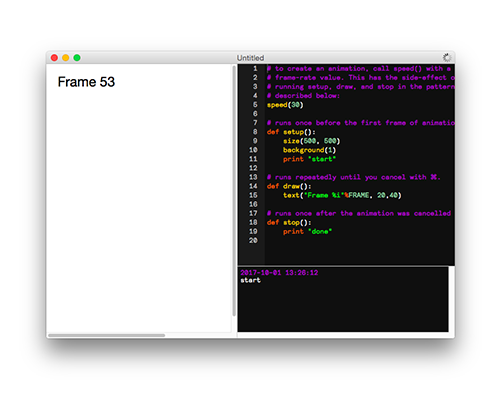 Untitled
Frame 53
1 # to create an animation, call speed() with a
2 # frame-rate value. This has the side-effect o
3 # running setup, draw, and stop in the pattern
4 # described below:
5 speed(30)
6
7 # runs once before the first frame of animatio
8 def setup():
9 size(500, 500)
10 background(1)
11 print "start"
12
13 # runs repeatedly until you cancel with ⌘.
14 def draw():
15 text("Frame %i"%FRAME, 20,40)
16
17 # runs once after the animation was cancelled
18 def stop():
19 print "done"
20
2017-10-01 13:26:12
start